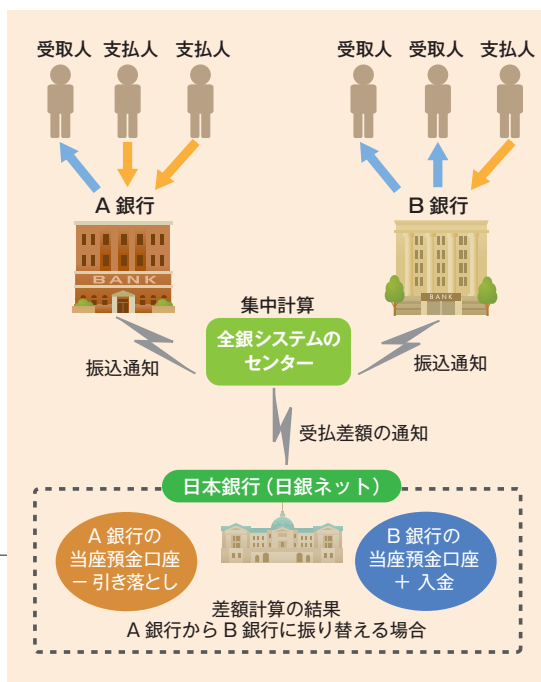 受取人 支払人 支払人
受取人 受取人 支払人
A 銀行
B 銀行
BANK
BANK
集中計算
全銀システムの
センター
振込通知
振込通知
受払差額の通知
日本銀行（日銀ネット）
A 銀行の
当座預金口座
－ 引き落とし
B 銀行の
当座預金口座
＋ 入金
差額計算の結果
A 銀行から B 銀行に振り替える場合